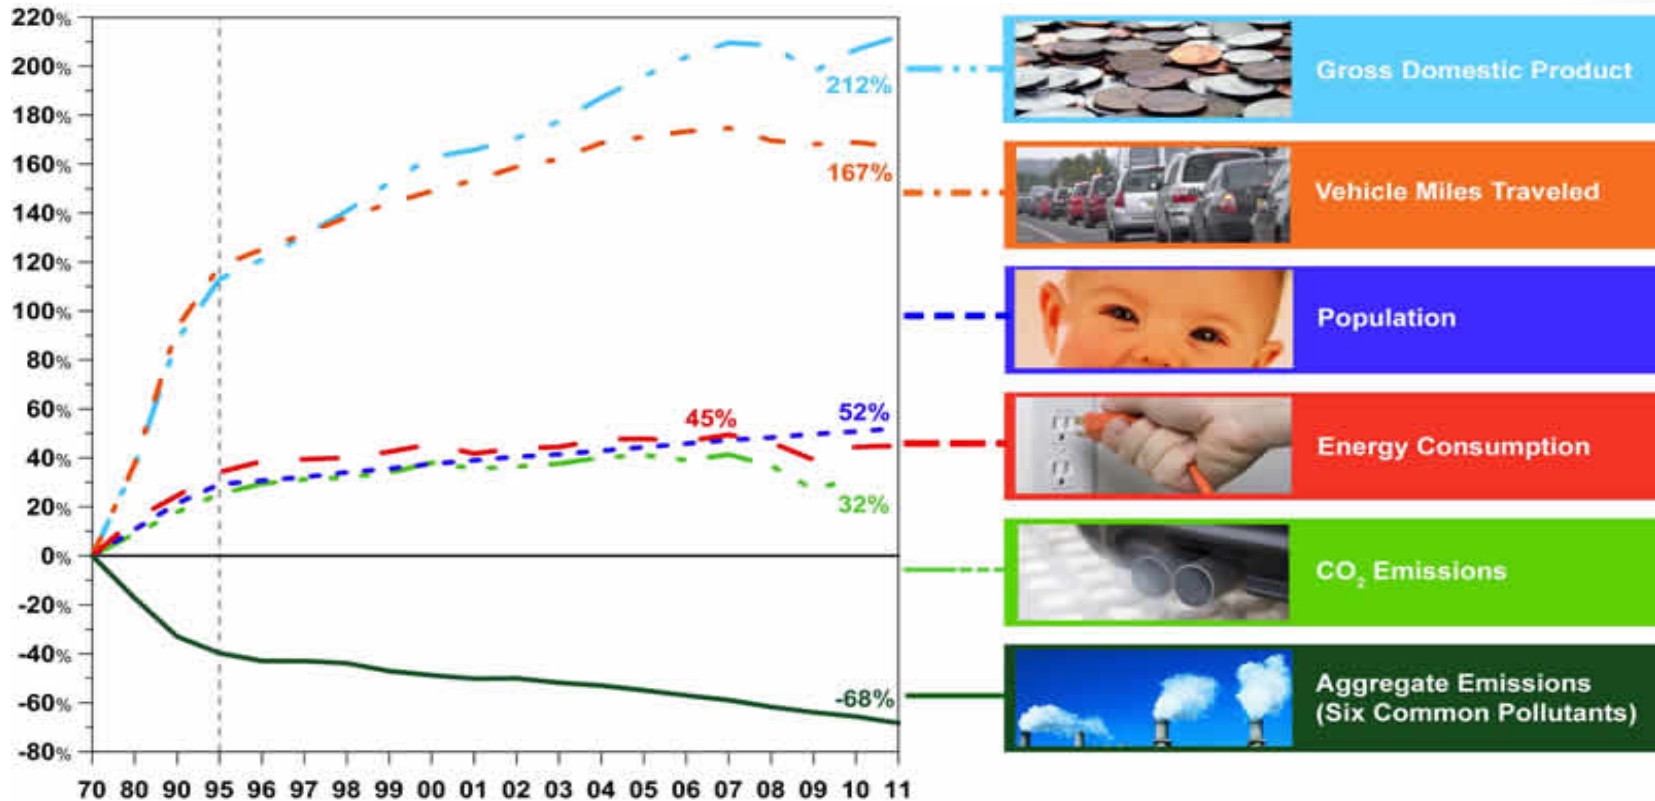 220%
200%
180%
160%
140%
120%
100%
80%
60%
40%
20%
0%
-20%
-40%
-60%
-80%
212%
167%
45%
52%
32%
-68%
70 80 90 95 96 97 98 99 00 01 02 03 04 05 06 07 08 09 10 11
Gross Domestic Product
Vehicle Miles Traveled
Population
Energy Consumption
CO₂ Emissions
Aggregate Emissions
(Six Common Pollutants)